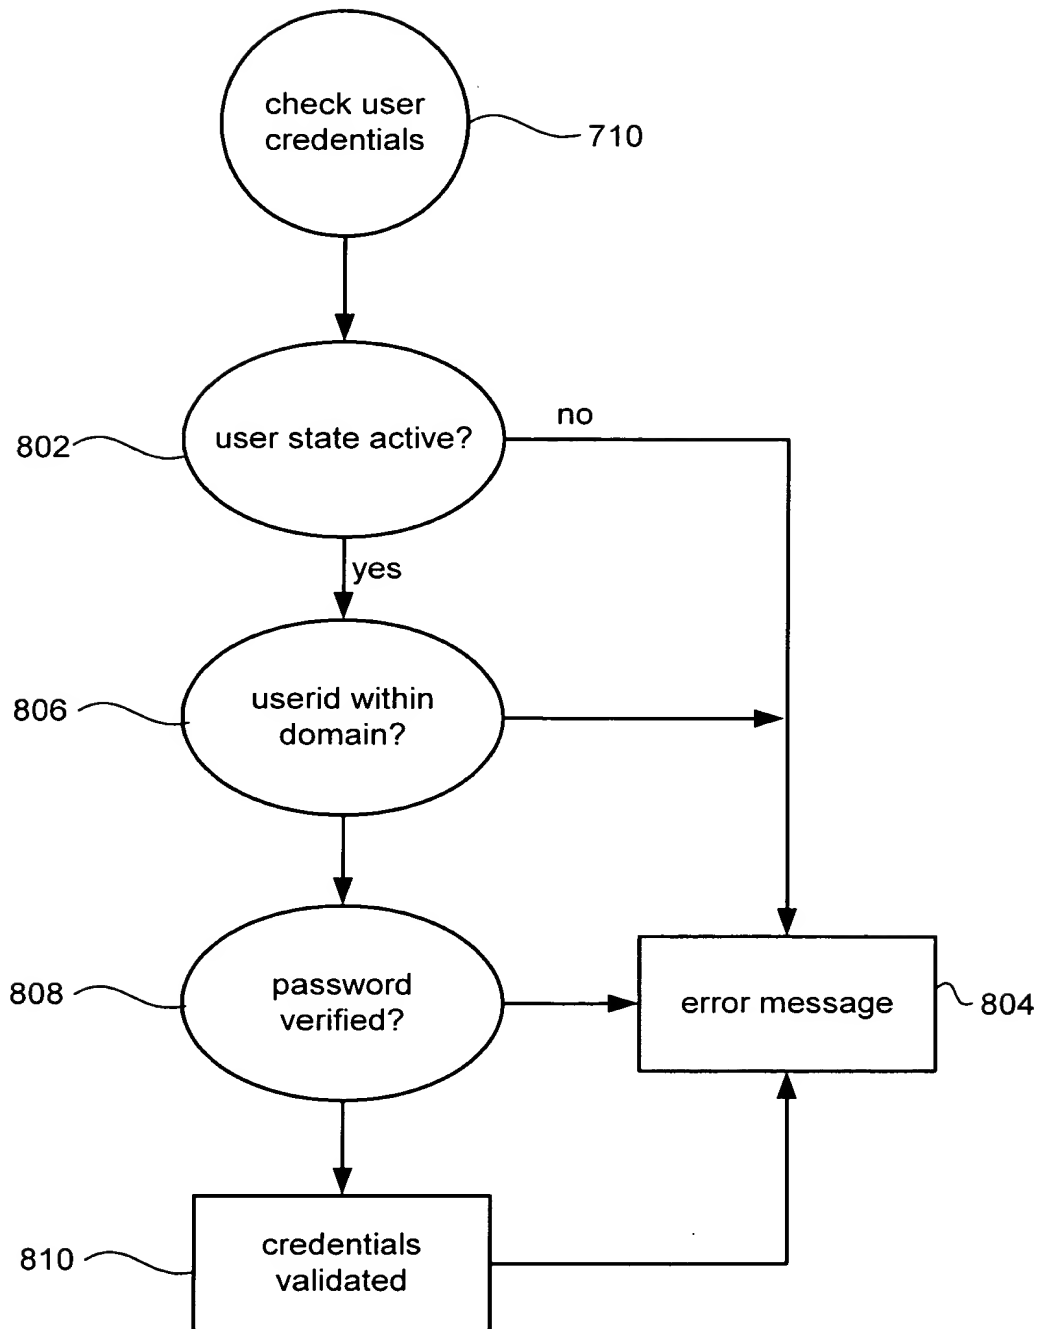 check user
credentials
710
no
802
user state active?
yes
806
userid within
domain?
808
password
verified?
error message
804
810
credentials
validated